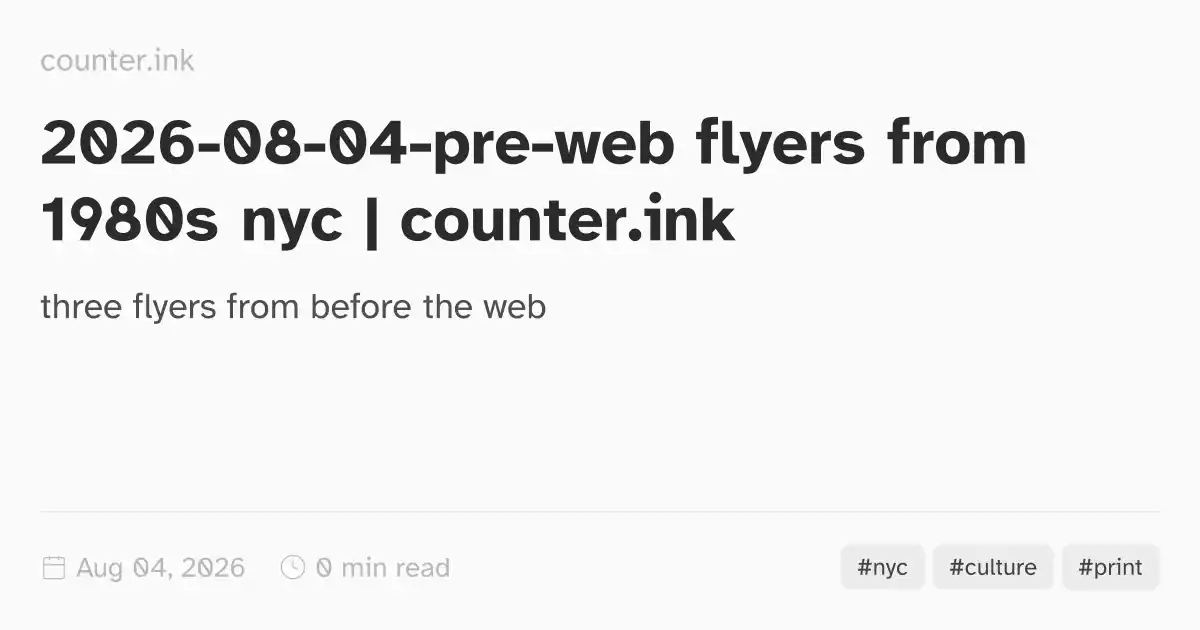 counter.ink
2026-08-04-pre-web flyers from
1980s nyc | counter.ink
three flyers from before the web
Aug 04, 2026 0 min read #nyc #culture #print